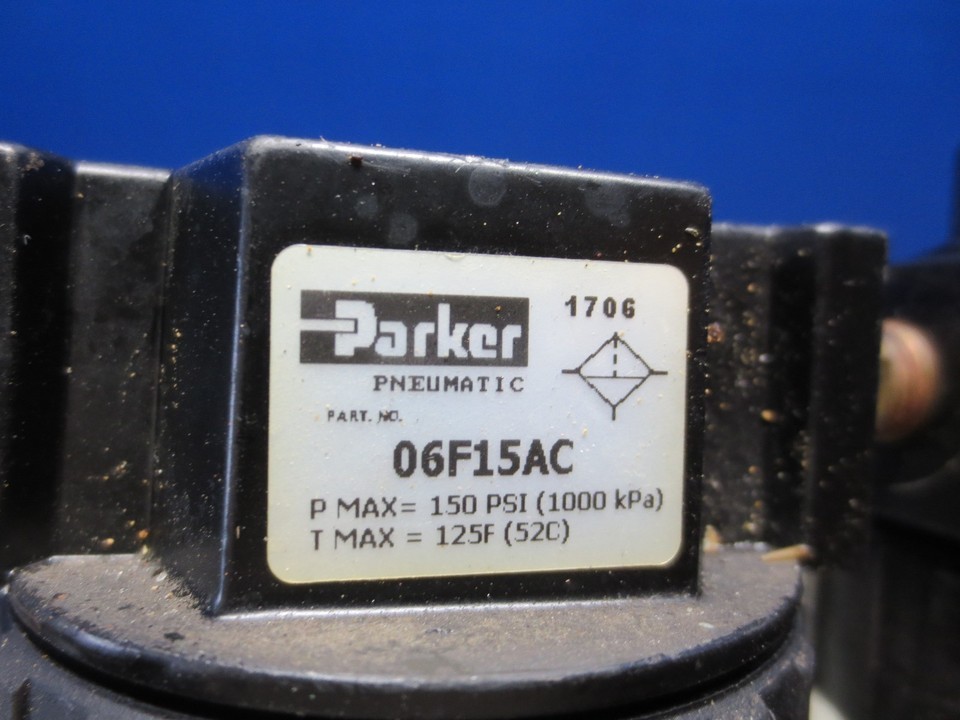 Parker
1706
PNEUMATIC
PART. NO.
06F15AC
P MAX= 150 PSI (1000 kPa)
T MAX = 125F (52C)